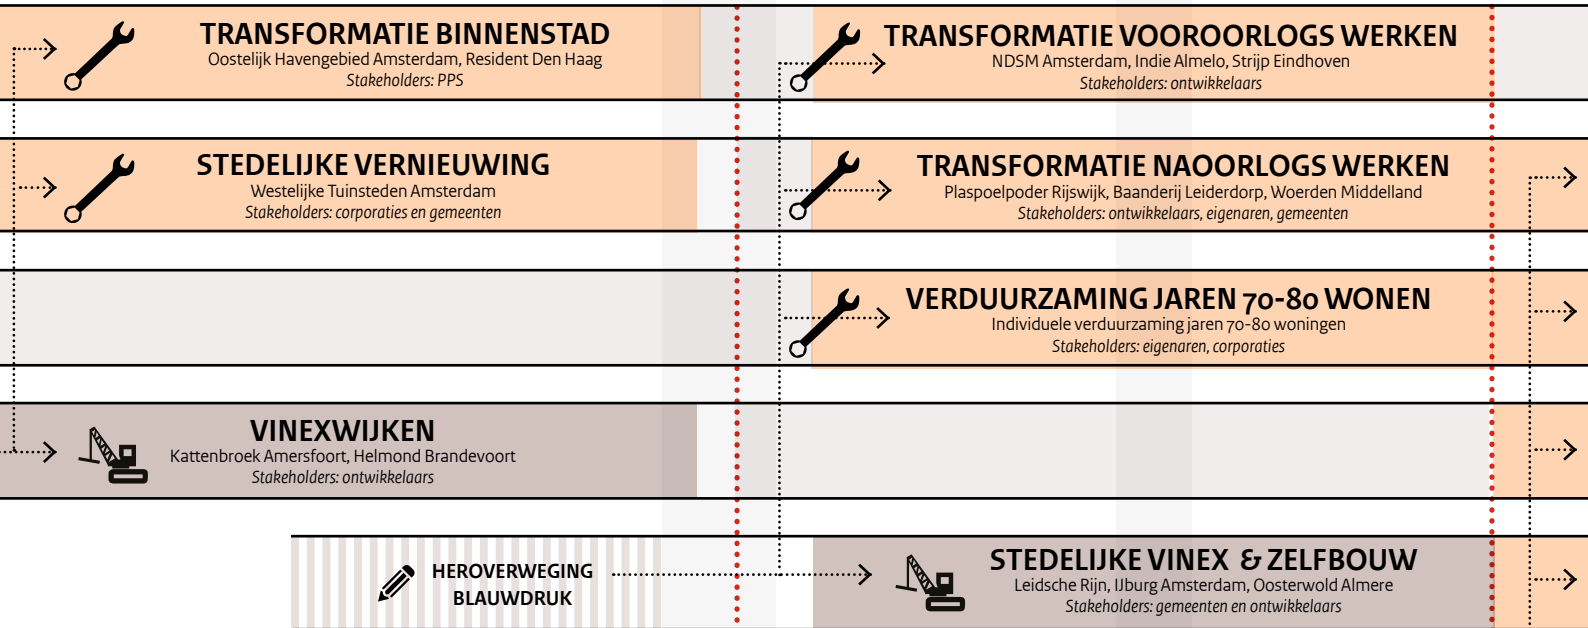 TRANSFORMATIE BINNENSTAD
Oostelijk Havengebied Amsterdam, Resident Den Haag
Stakeholders: PPS
TRANSFORMATIE VOOROORLOGS WERKEN
NDSM Amsterdam, Indie Almelo, Strijp Eindhoven
Stakeholders: ontwikkelaars
STEDELIJKE VERNIEUWING
Westelijke Tuinsteden Amsterdam
Stakeholders: corporaties en gemeenten
TRANSFORMATIE NAOORLOGS WERKEN
Plaspoelpoder Rijswijk, Baanderij Leiderdorp, Woerden Middelland
Stakeholders: ontwikkelaars, eigenaren, gemeenten
VERDUURZAMING JAREN 70-80 WONEN
Individuele verduurzaming jaren 70-80 woningen
Stakeholders: eigenaren, corporaties
VINEXWIJKEN
Kattenbroek Amersfoort, Helmond Brandevoort
Stakeholders: ontwikkelaars
HEROVERWEGING
BLAUWDRUK
STEDELIJKE VINEX & ZELFBOUW
Leidsche Rijn, IJburg Amsterdam, Oosterwold Almere
Stakeholders: gemeenten en ontwikkelaars